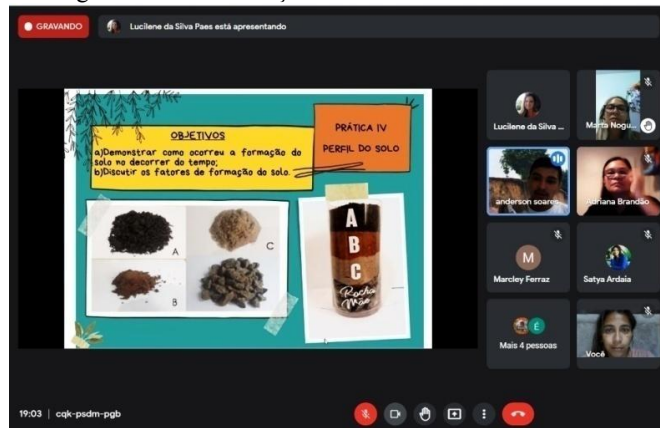 GRAVANDO
Lucilene da Silva Paes está apresentando
OBJETIVOS
a)Demonstrar como ocorreu a formação do
solo no decorrer do tempo;
b)Discutir os fatores de formação do solo.
PRÁTICA IV
PERFIL DO SOLO
A
C
B
A
B
C
Rocha
Mãe
Lucilene da Silva ...
Marta Nogu...
anderson soares
Adriana Brandão
M
Marcley Ferraz
Satya Ardaia
É
Mais 4 pessoas
Você
19:03 | cqk-psdm-pgb